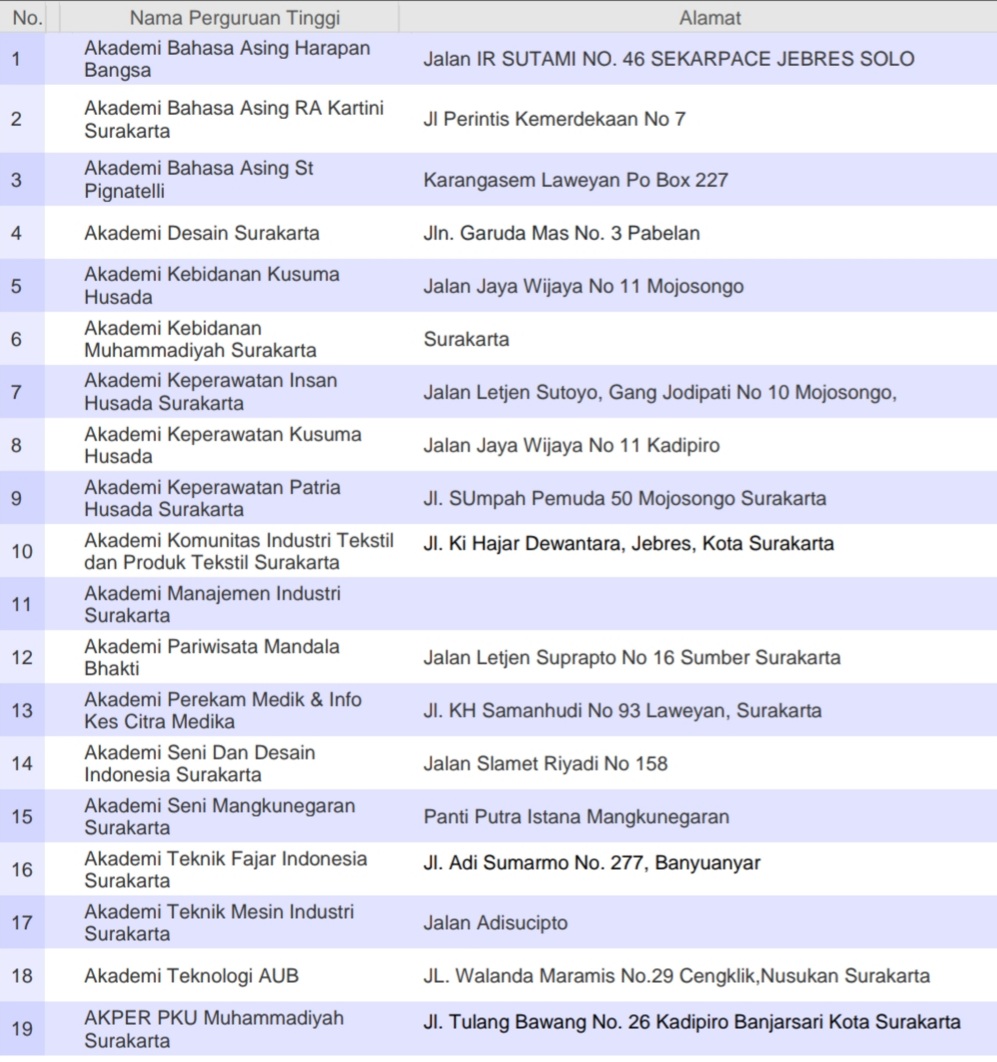 No. Nama Perguruan Tinggi Alamat
1 Akademi Bahasa Asing Harapan Jalan IR SUTAMI NO. 46 SEKARPACE JEBRES SOLO
Bangsa
2 Akademi Bahasa Asing RA Kartini Jl Perintis Kemerdekaan No 7
Surakarta
3 Akademi Bahasa Asing St Karangasem Laweyan Po Box 227
Pignatelli
4 Akademi Desain Surakarta Jln. Garuda Mas No. 3 Pabelan
5 Akademi Kebidanan Kusuma Jalan Jaya Wijaya No 11 Mojosongo
Husada
6 Akademi Kebidanan Surakarta
Muhammadiyah Surakarta
7 Akademi Keperawatan Insan Jalan Letjen Sutoyo, Gang Jodipati No 10 Mojosongo,
Husada Surakarta
8 Akademi Keperawatan Kusuma Jalan Jaya Wijaya No 11 Kadipiro
Husada
9 Akademi Keperawatan Patria Jl. SUmpah Pemuda 50 Mojosongo Surakarta
Husada Surakarta
10 Akademi Komunitas Industri Tekstil Jl. Ki Hajar Dewantara, Jebres, Kota Surakarta
dan Produk Tekstil Surakarta
11 Akademi Manajemen Industri
Surakarta
12 Akademi Pariwisata Mandala Jalan Letjen Suprapto No 16 Sumber Surakarta
Bhakti
13 Akademi Perekam Medik & Info Jl. KH Samanhudi No 93 Laweyan, Surakarta
Kes Citra Medika
14 Akademi Seni Dan Desain Jalan Slamet Riyadi No 158
Indonesia Surakarta
15 Akademi Seni Mangkunegaran Panti Putra Istana Mangkunegaran
Surakarta
16 Akademi Teknik Fajar Indonesia Jl. Adi Sumarmo No. 277, Banyuanyar
Surakarta
17 Akademi Teknik Mesin Industri Jalan Adisucipto
Surakarta
18 Akademi Teknologi AUB JL. Walanda Maramis No.29 Cengklik,Nusukan Surakarta
19 AKPER PKU Muhammadiyah Jl. Tulang Bawang No. 26 Kadipiro Banjarsari Kota Surakarta
Surakarta